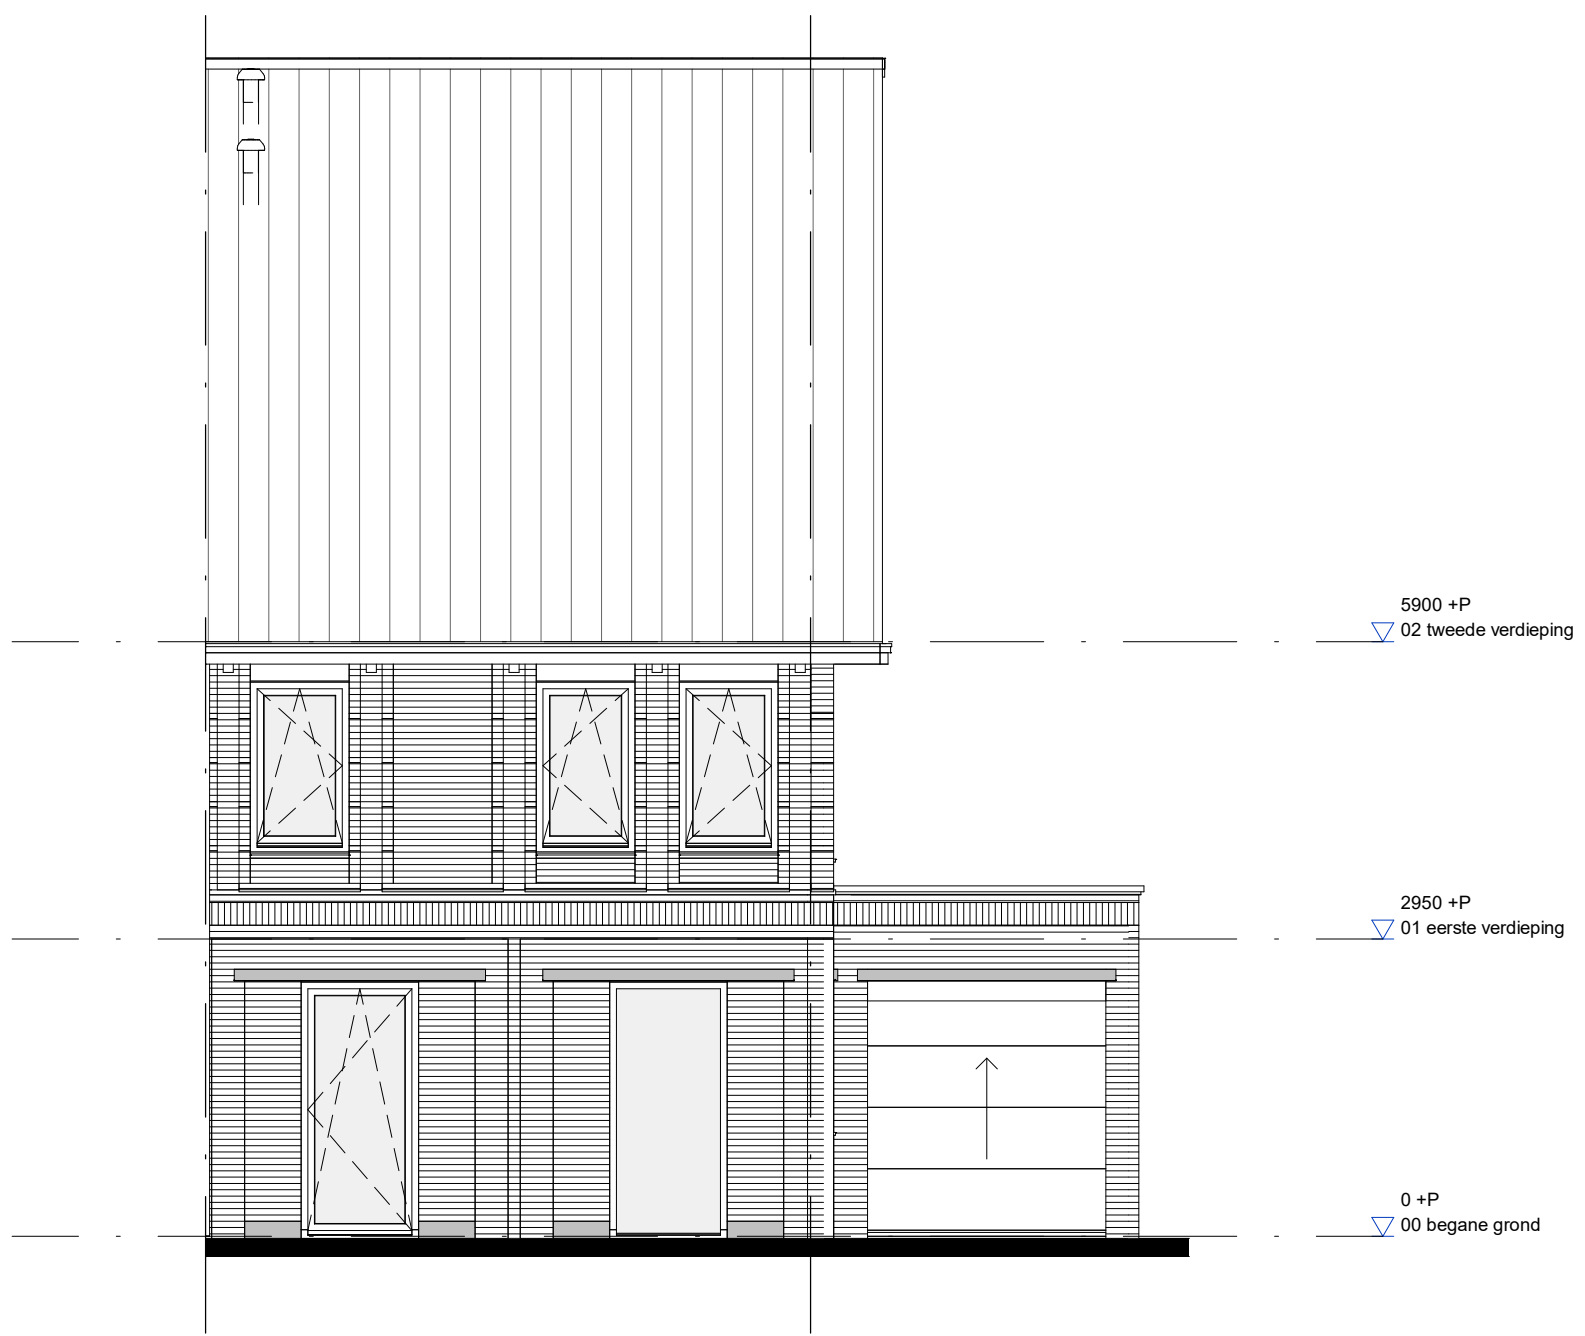 5900 +P
02 tweede verdieping
2950 +P
01 eerste verdieping
0 +P
00 begane grond